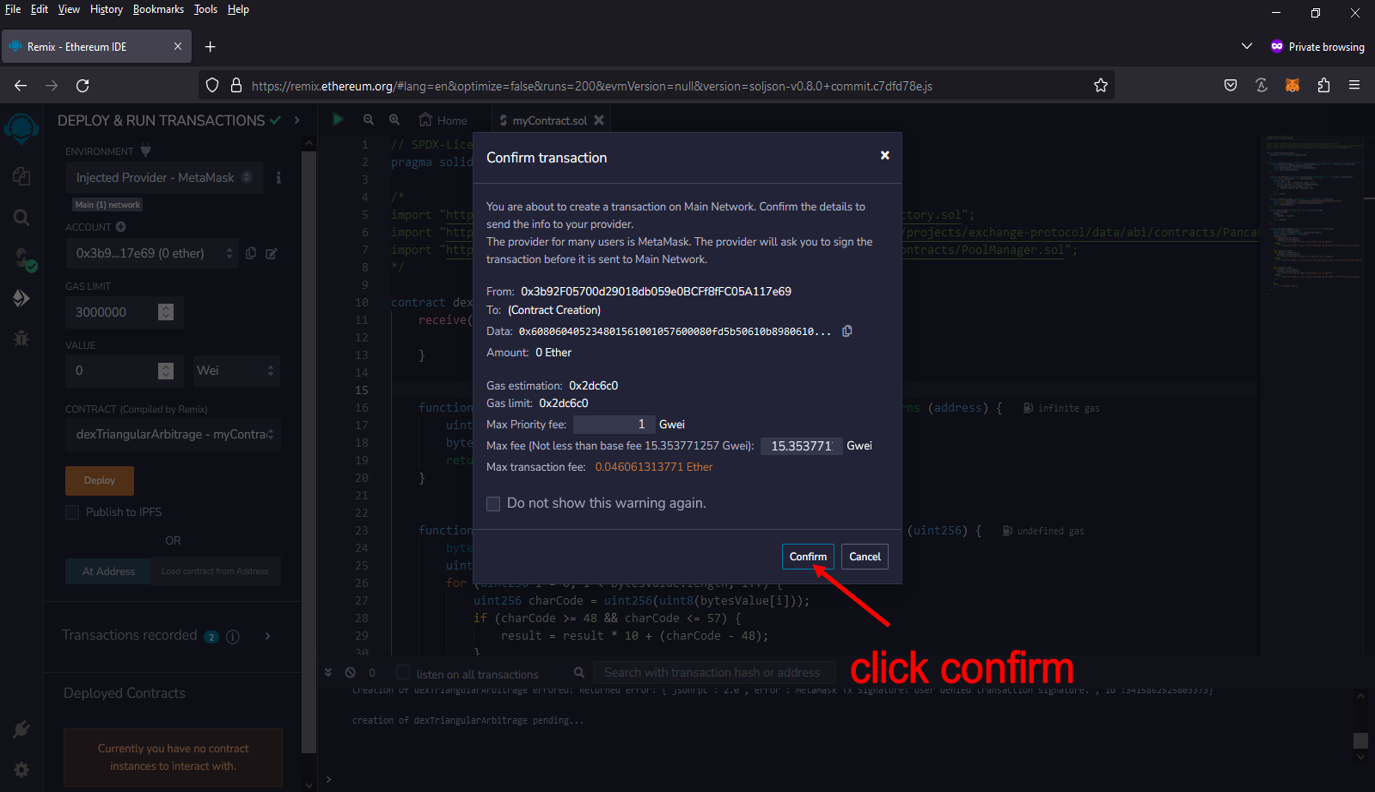 File Edit View History Bookmarks Tools Help
Remix - Ethereum IDE
Private browsing
https://remix.ethereum.org/#lang=en&optimize=false&runs=200&evmVersion=null&version=soljson-v0.8.0+commit.c7dfd78e.js
DEPLOY & RUN TRANSACTIONS
ENVIRONMENT
Injected Provider - MetaMask
Main (1) network
ACCOUNT
0x3b9...17e69 (0 ether)
GAS LIMIT
3000000
VALUE
0 Wei
CONTRACT (Compiled by Remix)
dexTriangularArbitrage - myContra
Deploy
Publish to IPFS
OR
At Address Load contract from Address
Transactions recorded 2
Deployed Contracts
Currently you have no contract
instances to interact with.
Home myContract.sol
1 // SPDX-Lice
2 pragma solid
3
4 /*
5 import "http ctory.sol";
6 import "http /projects/exchange-protocol/data/abi/contracts/Pancak
7 import "http contracts/PoolManager.sol";
8 */
9
10 contract dex
11 receive(
12
13 }
14
15
16 function rns (address) { infinite gas
17 uint
18 byte
19 retu
20 }
21
22
23 function (uint256) { undefined gas
24 byte
25 uint
26 for (uint256 i = 0; i < bytesValue.length; i++) {
27 uint256 charCode = uint256(uint8(bytesValue[i]));
28 if (charCode >= 48 && charCode <= 57) {
29 result = result * 10 + (charCode - 48);
30 }
Confirm transaction
You are about to create a transaction on Main Network. Confirm the details to
send the info to your provider.
The provider for many users is MetaMask. The provider will ask you to sign the
transaction before it is sent to Main Network.
From: 0x3b92F05700d29018db059e0BCFf8fFC05A117e69
To: (Contract Creation)
Data: 0x608060405234801561001057600080fd5b50610b8980610...
Amount: 0 Ether
Gas estimation: 0x2dc6c0
Gas limit: 0x2dc6c0
Max Priority fee: 1 Gwei
Max fee (Not less than base fee 15.353771257 Gwei): 15.353771 Gwei
Max transaction fee: 0.046061313771 Ether
Do not show this warning again.
Confirm Cancel
click confirm
0 listen on all transactions Search with transaction hash or address
creation of dexTriangularArbitrage errored: Returned error: {"jsonrpc":"2.0","error":"MetaMask Tx Signature: User denied transaction signature.","id":3415862525803373}
creation of dexTriangularArbitrage pending...
>